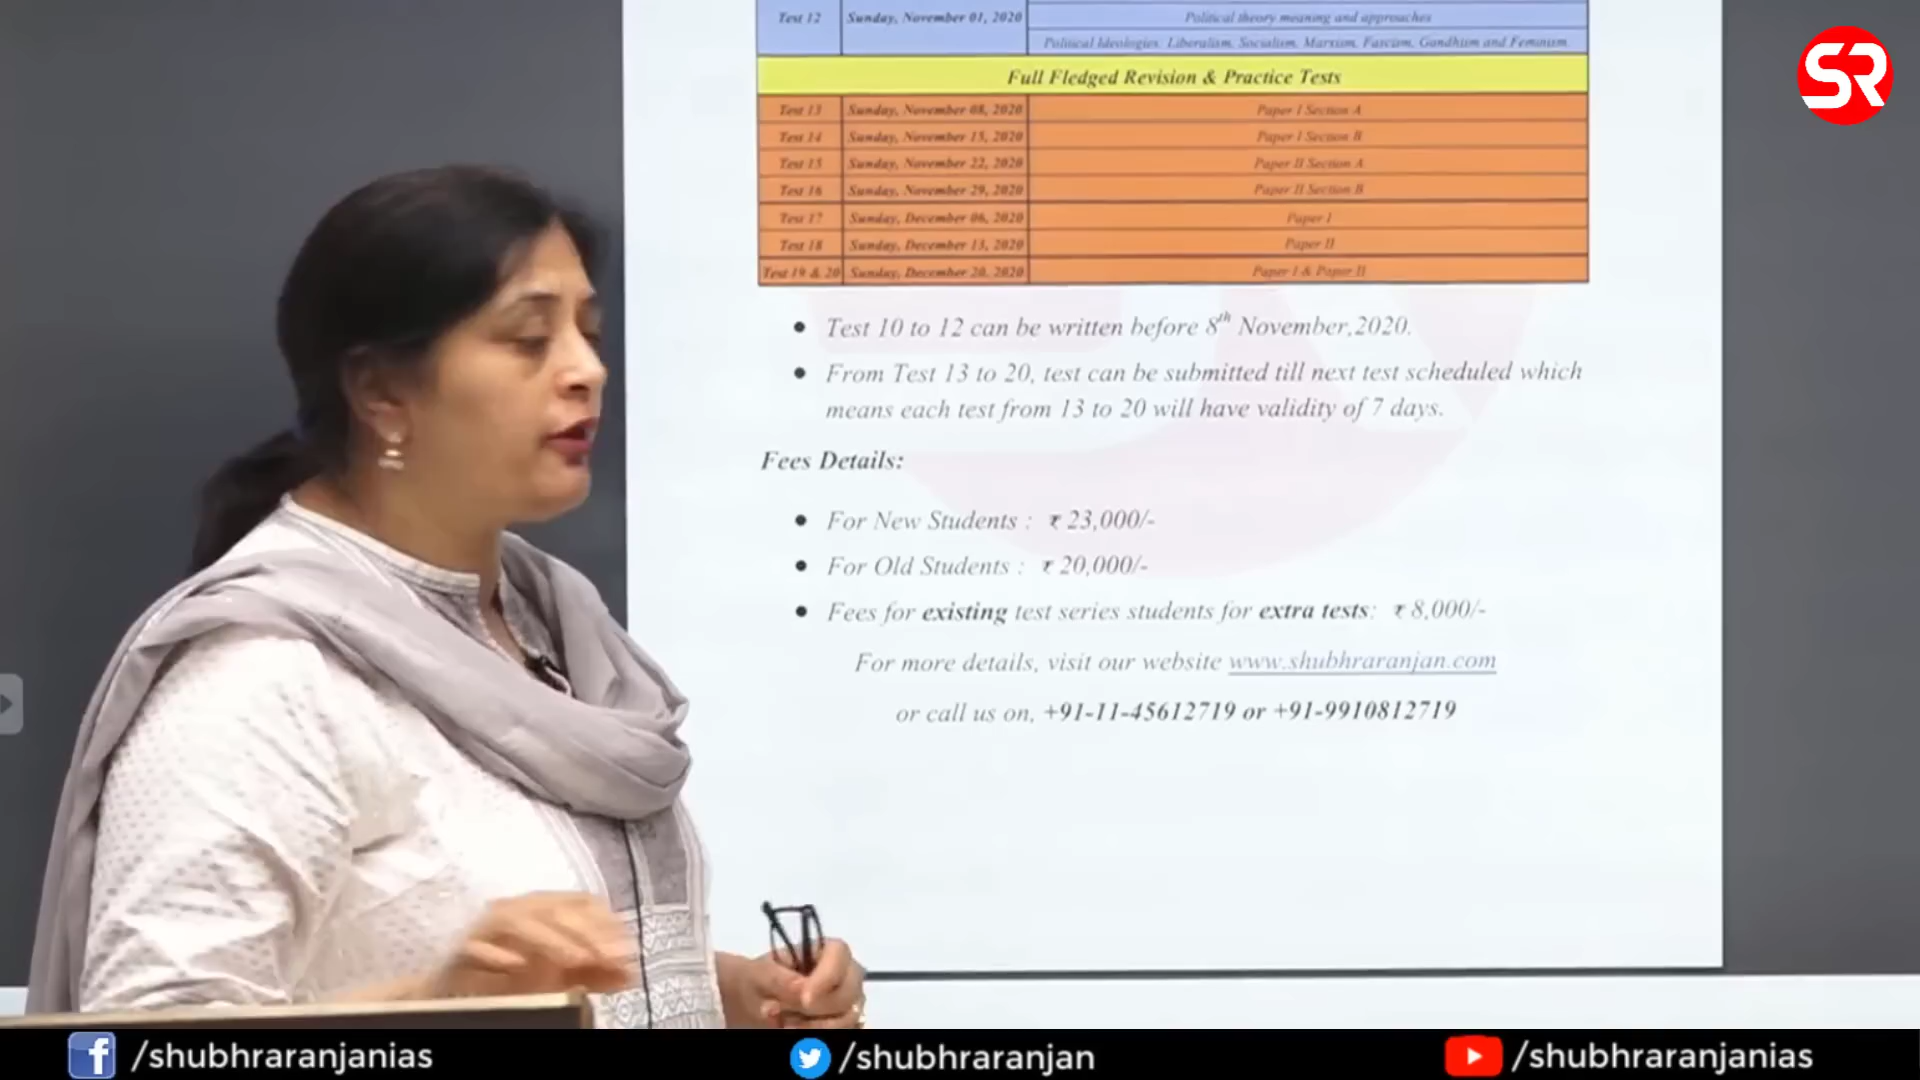 SR
Test 12 Sunday, November 01, 2020 Political theory meaning and approaches
Political Ideologies: Liberalism, Socialism, Marxism, Fascism, Gandhism and Feminism
Full Fledged Revision & Practice Tests
Test 13 Sunday, November 08, 2020 Paper I Section A
Test 14 Sunday, November 15, 2020 Paper I Section B
Test 15 Sunday, November 22, 2020 Paper II Section A
Test 16 Sunday, November 29, 2020 Paper II Section B
Test 17 Sunday, December 06, 2020 Paper I
Test 18 Sunday, December 13, 2020 Paper II
Test 19 & 20 Sunday, December 20, 2020 Paper I & Paper II
• Test 10 to 12 can be written before 8th November,2020.
• From Test 13 to 20, test can be submitted till next test scheduled which
means each test from 13 to 20 will have validity of 7 days.
Fees Details:
• For New Students : ₹ 23,000/-
• For Old Students : ₹ 20,000/-
• Fees for existing test series students for extra tests: ₹ 8,000/-
For more details, visit our website www.shubhraranjan.com
or call us on, +91-11-45612719 or +91-9910812719
/shubhraranjanias /shubhraranjan /shubhraranjanias